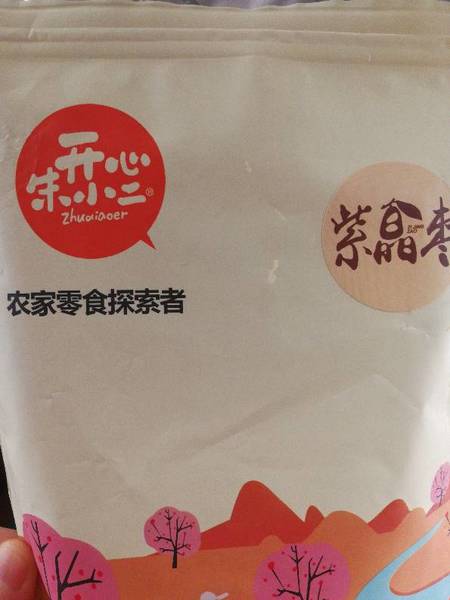 开心
朱小二®
zhuxiaoer
紫晶枣
农家零食探索者